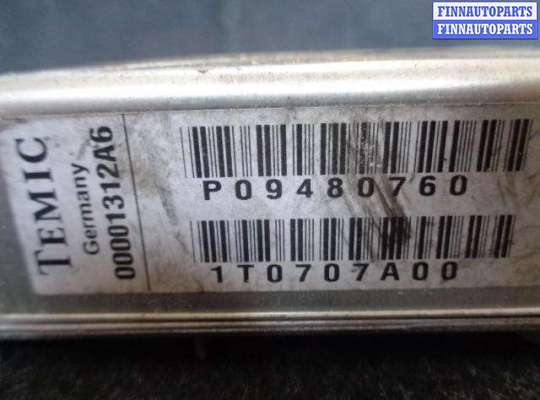 FINNAUTOPARTS
FINNAUTOPARTS
TEMIC
Germany
00001312A6
P09480760
1T0707A00